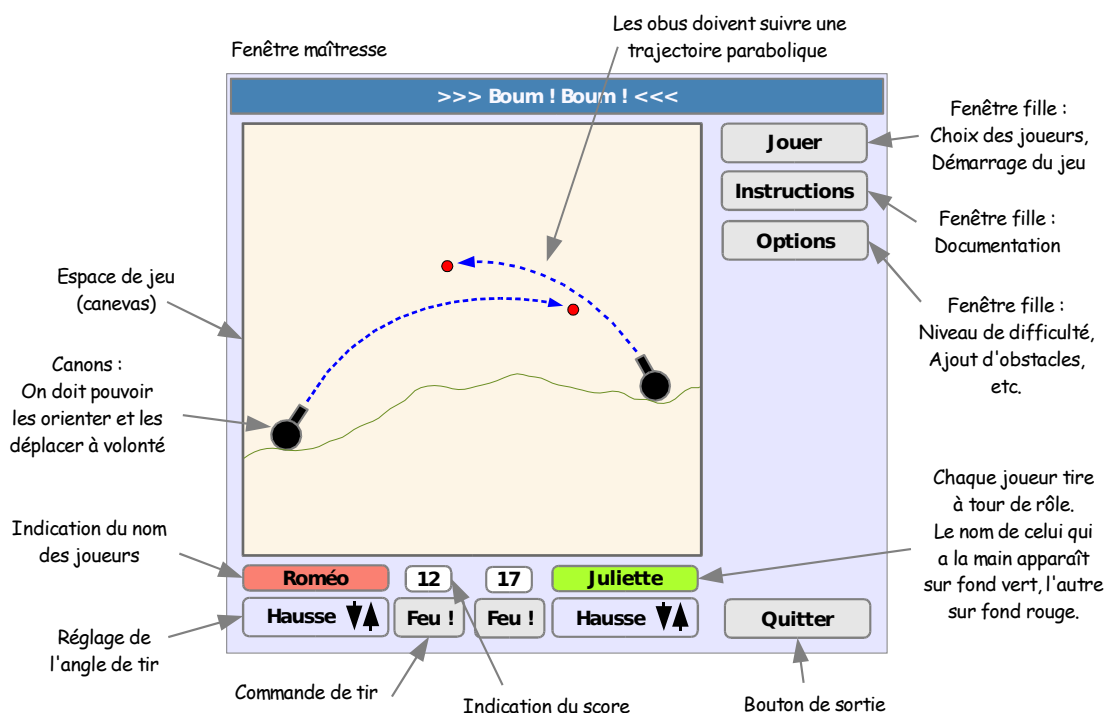 Les obus doivent suivre une
trajectoire parabolique
Fenêtre maîtresse
>>> Boum ! Boum ! <<<
Jouer
Instructions
Options
Fenêtre fille :
Choix des joueurs,
Démarrage du jeu
Fenêtre fille :
Documentation
Fenêtre fille :
Niveau de difficulté,
Ajout d'obstacles,
etc.
Espace de jeu
(canevas)
Canons :
On doit pouvoir
les orienter et les
déplacer à volonté
Chaque joueur tire
à tour de rôle.
Le nom de celui qui
a la main apparaît
sur fond vert, l'autre
sur fond rouge.
Indication du nom
des joueurs
Roméo
12
17
Juliette
Hausse
Feu !
Feu !
Hausse
Quitter
Réglage de
l'angle de tir
Commande de tir
Indication du score
Bouton de sortie